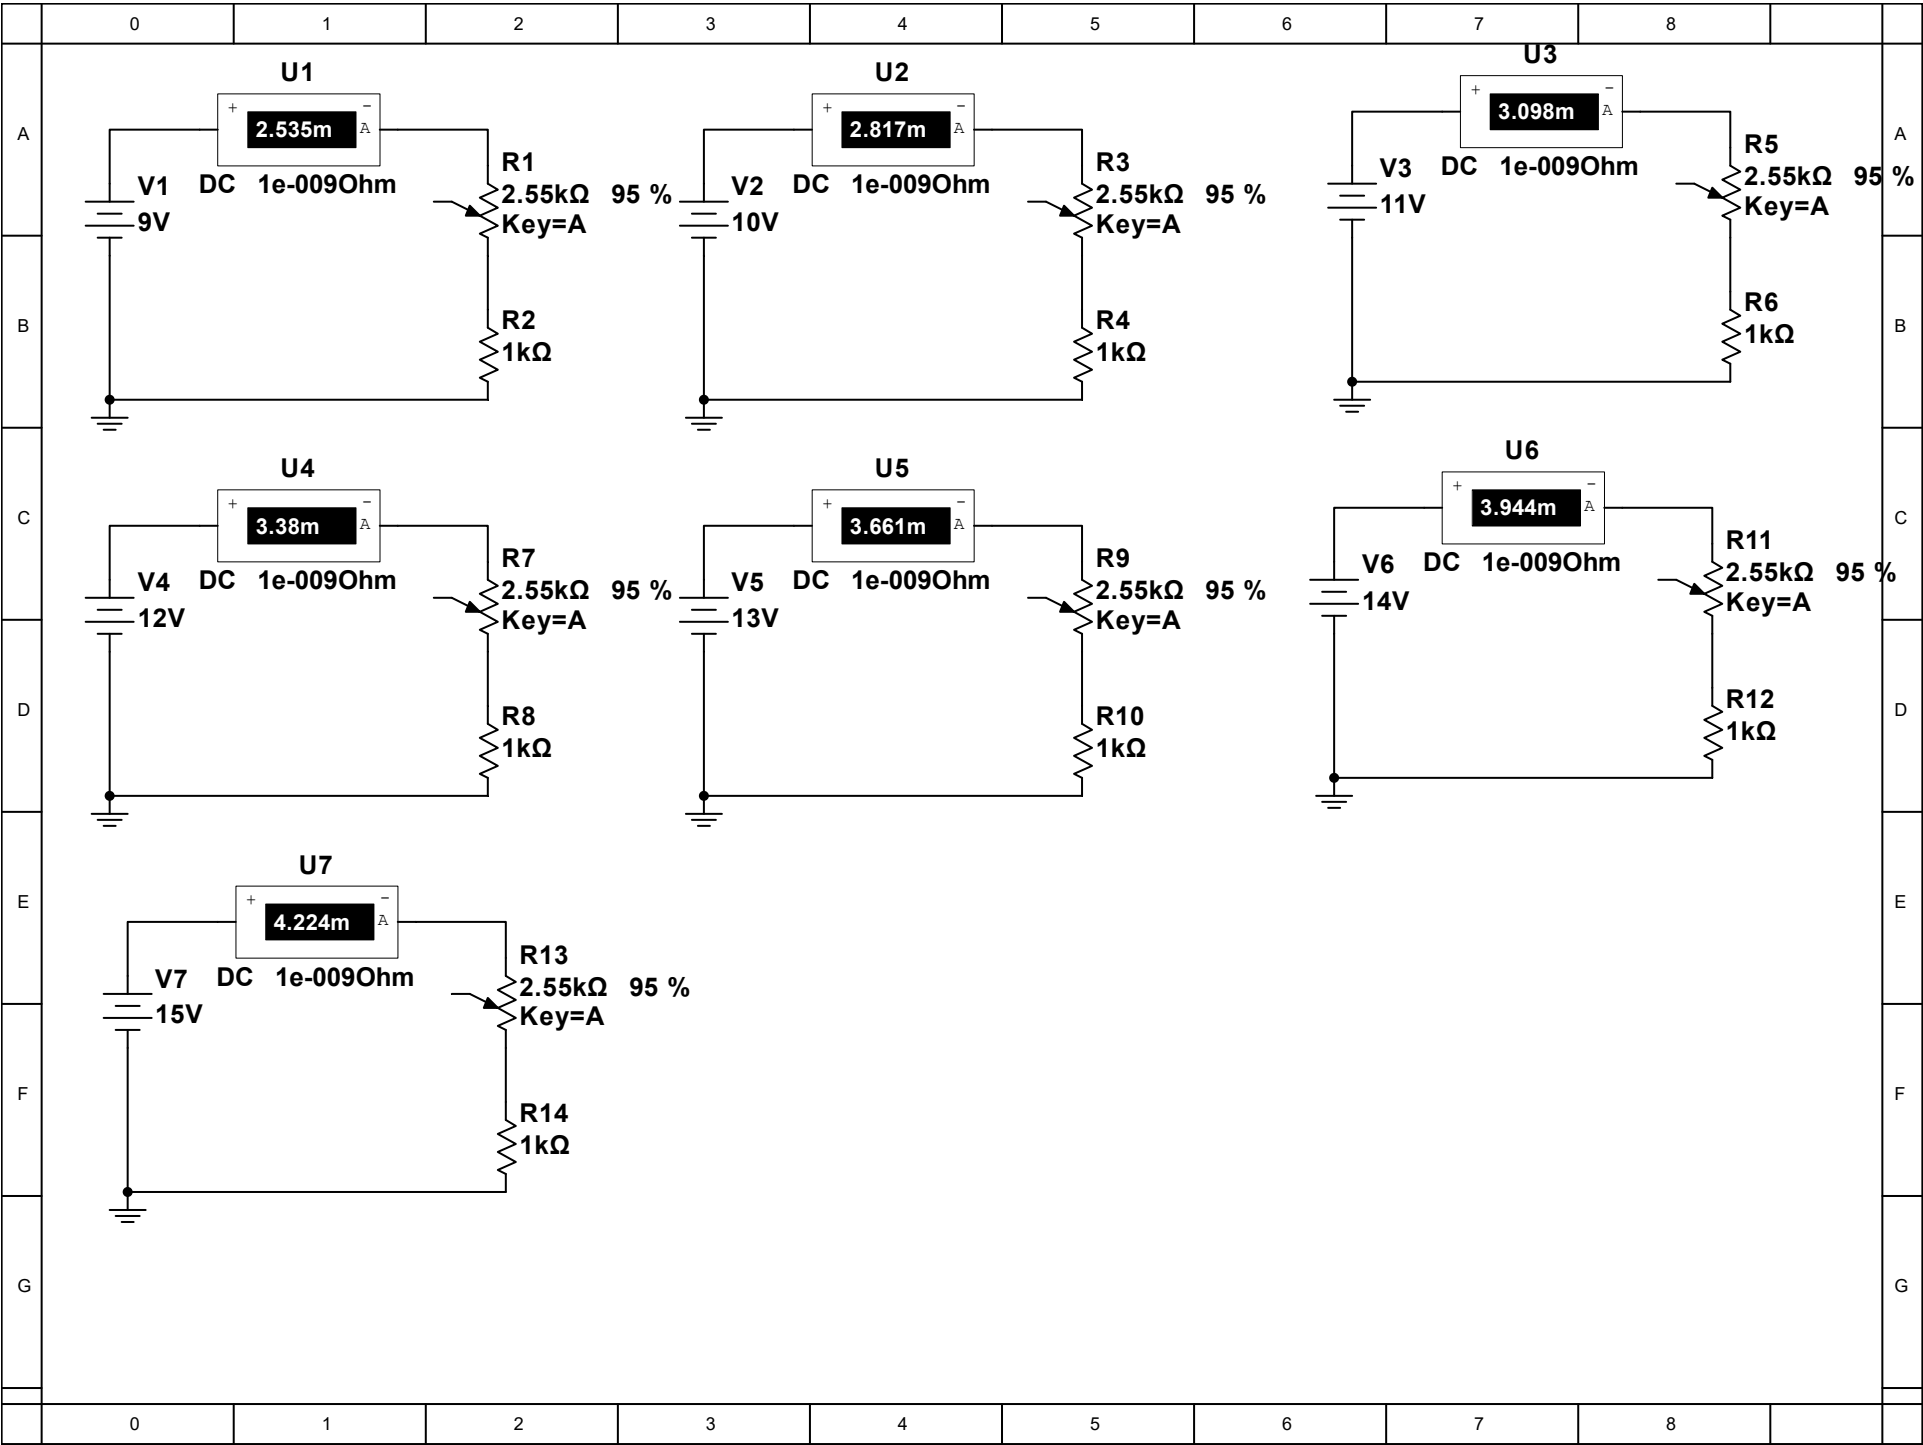 0 1 2 3 4 5 6 7 8
A
U1
+ −
2.535m A
DC 1e-009Ohm
V1
9V
R1
2.55kΩ 95 %
Key=A
R2
1kΩ
U2
+ −
2.817m A
DC 1e-009Ohm
V2
10V
R3
2.55kΩ 95 %
Key=A
R4
1kΩ
U3
+ −
3.098m A
DC 1e-009Ohm
V3
11V
R5
2.55kΩ 95 %
Key=A
R6
1kΩ
A
B
B
C
U4
+ −
3.38m A
DC 1e-009Ohm
V4
12V
R7
2.55kΩ 95 %
Key=A
R8
1kΩ
U5
+ −
3.661m A
DC 1e-009Ohm
V5
13V
R9
2.55kΩ 95 %
Key=A
R10
1kΩ
U6
+ −
3.944m A
DC 1e-009Ohm
V6
14V
R11
2.55kΩ 95 %
Key=A
R12
1kΩ
C
D
D
E
U7
+ −
4.224m A
DC 1e-009Ohm
V7
15V
R13
2.55kΩ 95 %
Key=A
R14
1kΩ
E
F
F
G
G
0 1 2 3 4 5 6 7 8